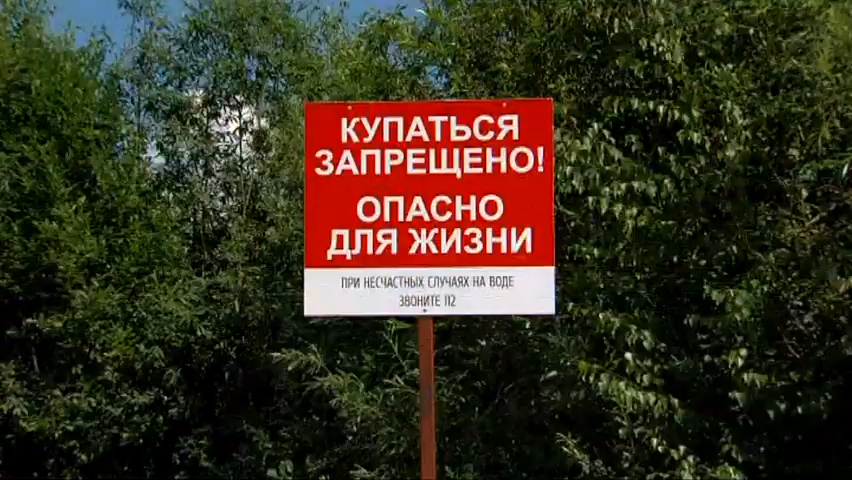 КУПАТЬСЯ
ЗАПРЕЩЕНО!
ОПАСНО
ДЛЯ ЖИЗНИ
ПРИ НЕСЧАСТНЫХ СЛУЧАЯХ НА ВОДЕ
ЗВОНИТЕ 112